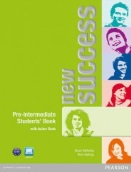 new
success
Pre-Intermediate
Students' Book
with Active Book
PEARSON